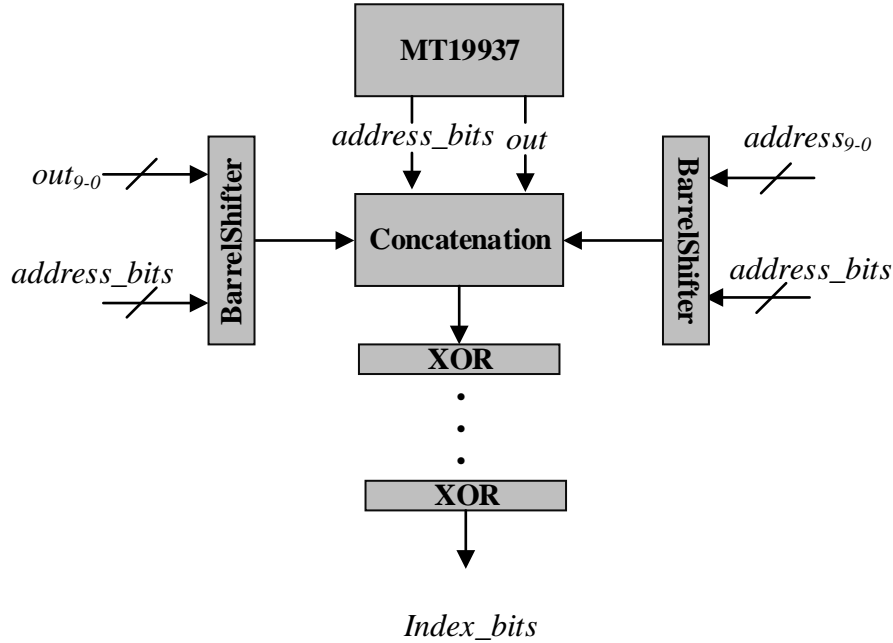 MT19937
address_bits out
out9-0
address9-0
BarrelShifter
BarrelShifter
Concatenation
address_bits
address_bits
XOR
XOR
Index_bits